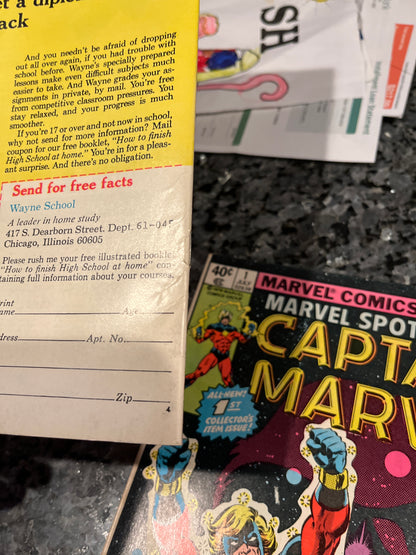 et a diplo
ack
And you needn't be afraid of dropping
out all over again, if you had trouble with
school before. Wayne's specially prepared
lessons make even difficult subjects much
easier to take. And Wayne grades your as-
signments in private, by mail. You're free
from competitive classroom pressures. You
stay relaxed, and your progress is much
smoother.
If you're 17 or over and not now in school,
why not send for more information? Mail
coupon for our free booklet, "How to finish
High School at home." You're in for a pleas-
ant surprise. And there's no obligation.
Send for free facts
Wayne School
A leader in home study
417 S. Dearborn Street. Dept. 61-045
Chicago, Illinois 60605
Please rush me your free illustrated booklet
"How to finish High School at home" con-
taining full information about your courses.
Print
Name Age
dress Apt. No.
Zip
4
SH
40¢
1
JULY
MARVEL COMICS
MARVEL SPOT
CAPTA
MARV
ALL-NEW!
1ST
COLLECTOR'S
ITEM ISSUE!